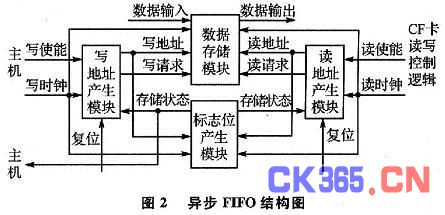 数据输入 数据输出
主机
写使能
写时钟
写地址产生模块
写地址
写请求
数据存储模块
读地址
读请求
读地址产生模块
读使能
读时钟
CF卡读写控制逻辑
存储状态
标志位产生模块
存储状态
复位
复位
主机
CK365.CN
图 2 异步 FIFO 结构图